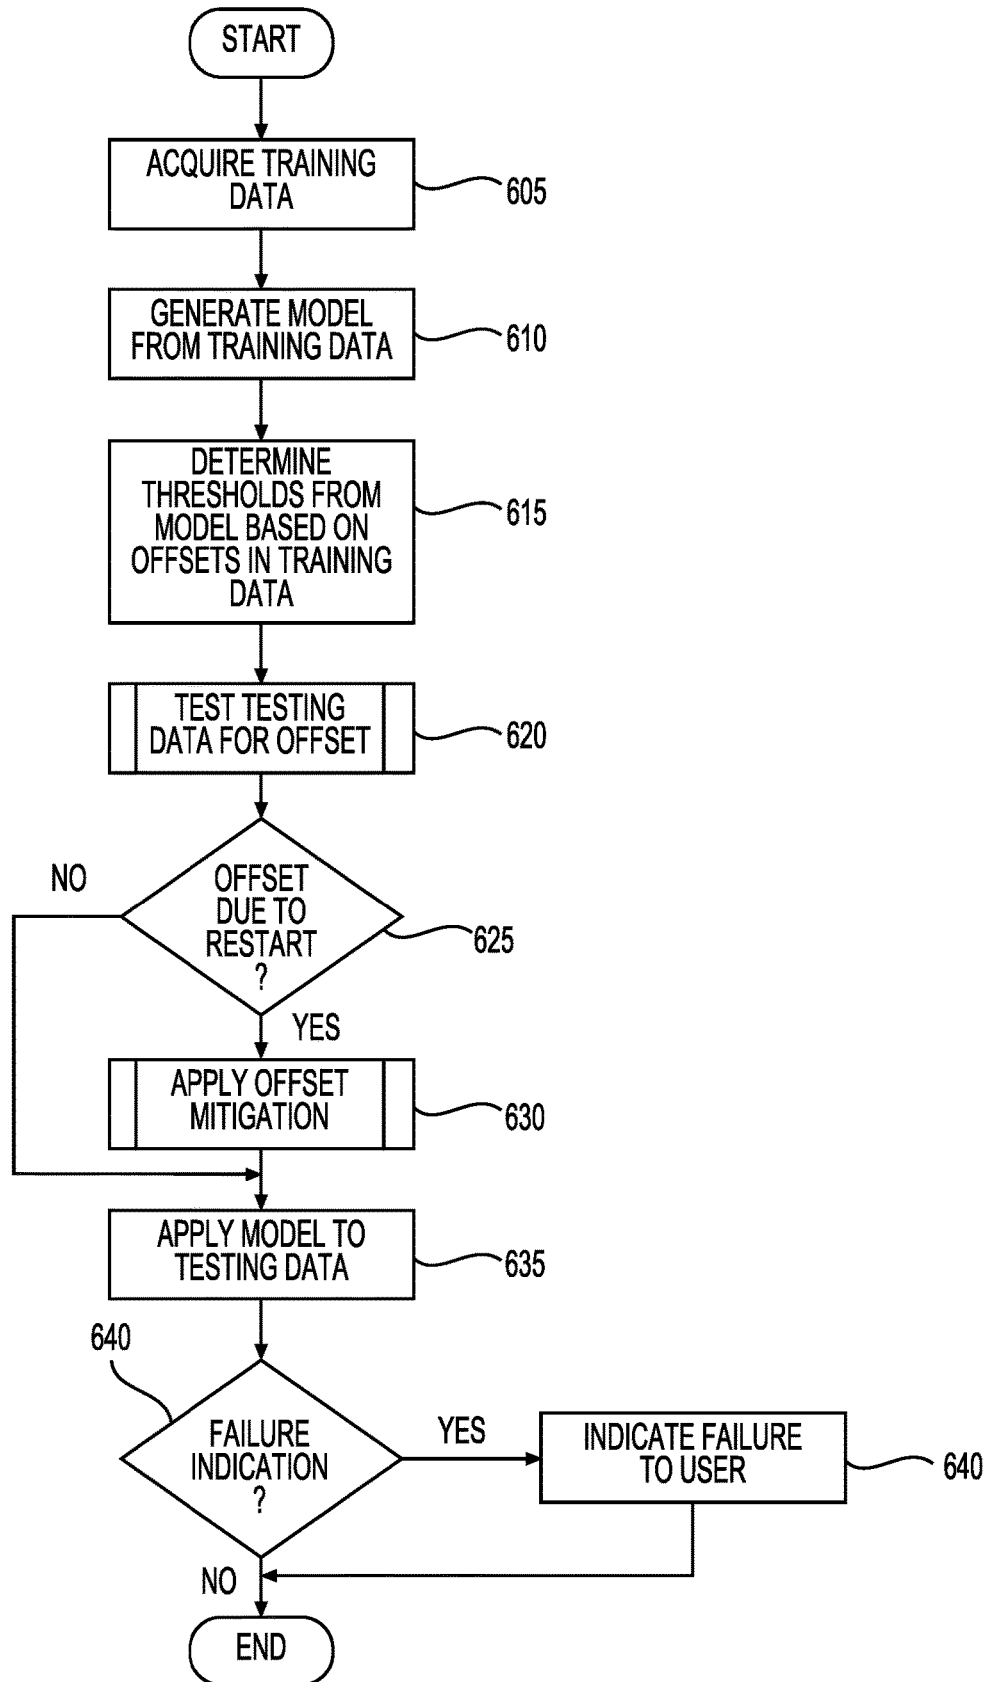 START
ACQUIRE TRAINING
DATA
605
GENERATE MODEL
FROM TRAINING DATA
610
DETERMINE
THRESHOLDS FROM
MODEL BASED ON
OFFSETS IN TRAINING
DATA
615
TEST TESTING
DATA FOR OFFSET
620
NO
OFFSET
DUE TO
RESTART
?
625
YES
APPLY OFFSET
MITIGATION
630
APPLY MODEL TO
TESTING DATA
635
640
FAILURE
INDICATION
?
YES
INDICATE FAILURE
TO USER
640
NO
END